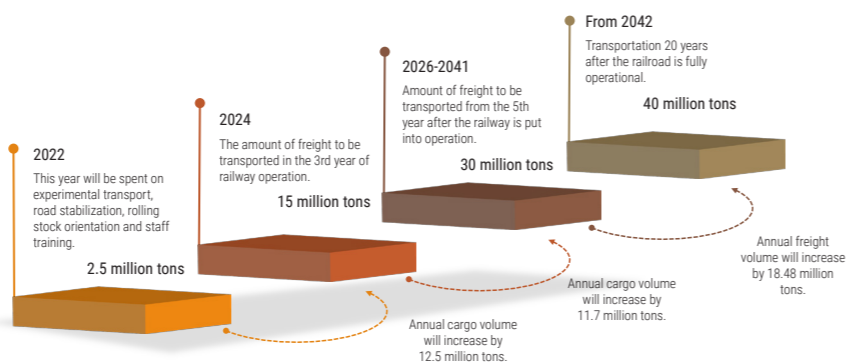 2022
This year will be spent on
experimental transport,
road stabilization, rolling
stock orientation and staff
training.
2.5 million tons
2024
The amount of freight to be
transported in the 3rd year of
railway operation.
15 million tons
2026-2041
Amount of freight to be
transported from the 5th
year after the railway is put
into operation.
30 million tons
From 2042
Transportation 20 years
after the railroad is fully
operational.
40 million tons
Annual cargo volume
will increase by
12.5 million tons.
Annual cargo volume
will increase by
11.7 million tons.
Annual freight
volume will increase
by 18.48 million
tons.